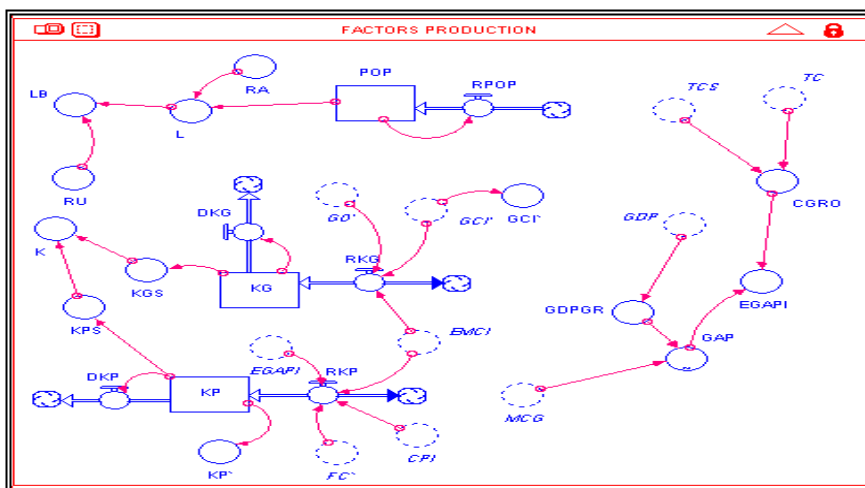 FACTORS PRODUCTION
POP
RPOP
TC
TCS
RA
LB
L
RU
CGRO
DKG
GO`
GCI`
GCI`
GDP
K
RKG
KGS
KG
EGAPI
GDPGR
KPS
EMCI
GAP
EGAPI
RKP
DKP
KP
~
MCG
CPI
KP`
FC`